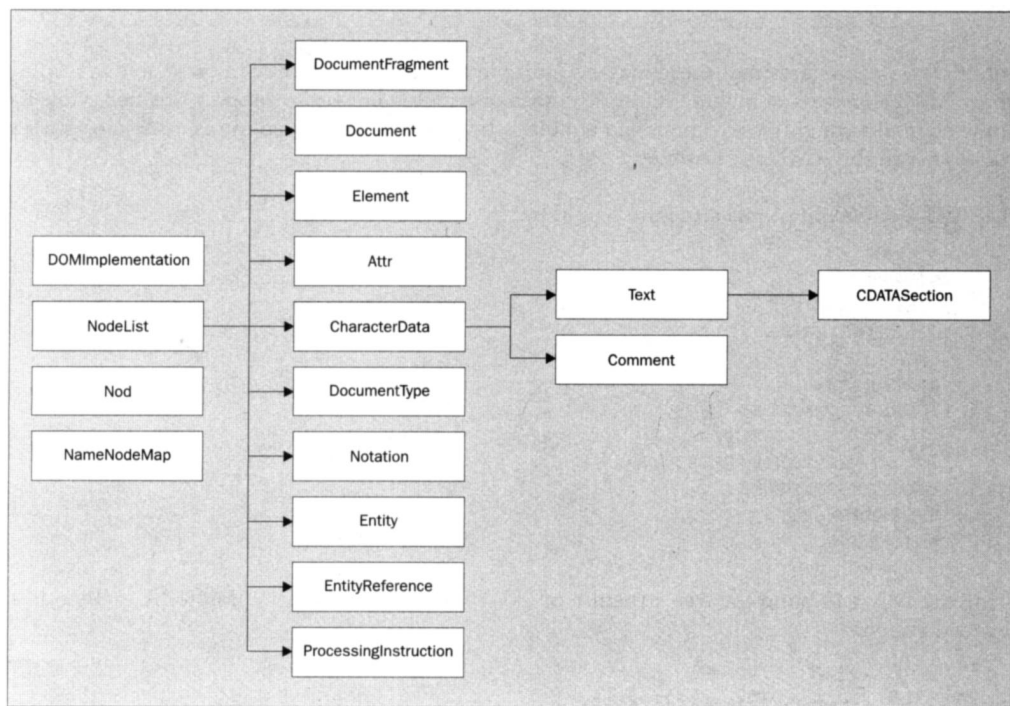 DOMImplementation
NodeList
Nod
NameNodeMap
DocumentFragment
Document
Element
Attr
CharacterData
DocumentType
Notation
Entity
EntityReference
ProcessingInstruction
Text
Comment
CDATASection